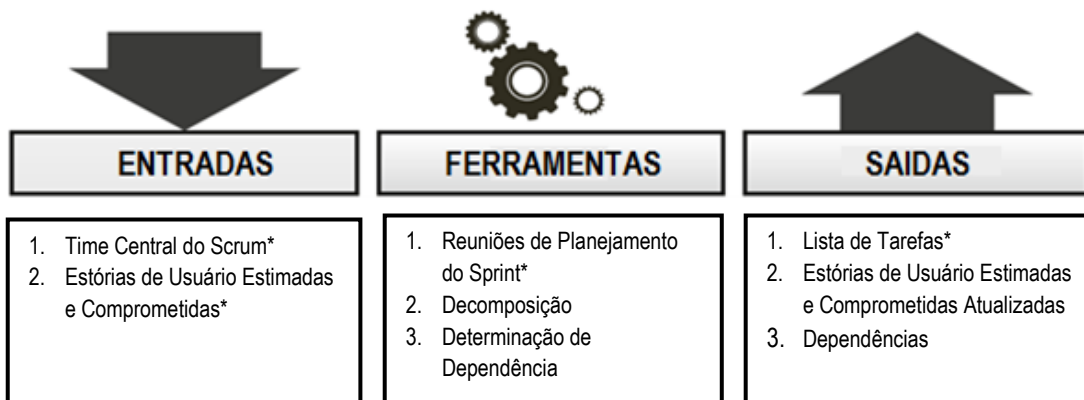 ENTRADAS
FERRAMENTAS
SAIDAS
1. Time Central do Scrum*
2. Estórias de Usuário Estimadas
e Comprometidas*
1. Reuniões de Planejamento
do Sprint*
2. Decomposição
3. Determinação de
Dependência
1. Lista de Tarefas*
2. Estórias de Usuário Estimadas
e Comprometidas Atualizadas
3. Dependências